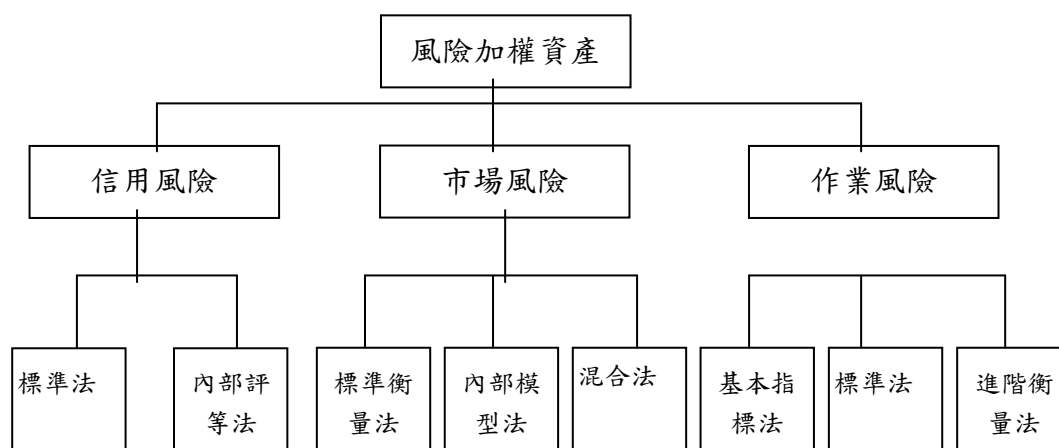 風險加權資產
信用風險
市場風險
作業風險
標準法
內部評
等法
標準衡
量法
內部模
型法
混合法
基本指
標法
標準法
進階衡
量法